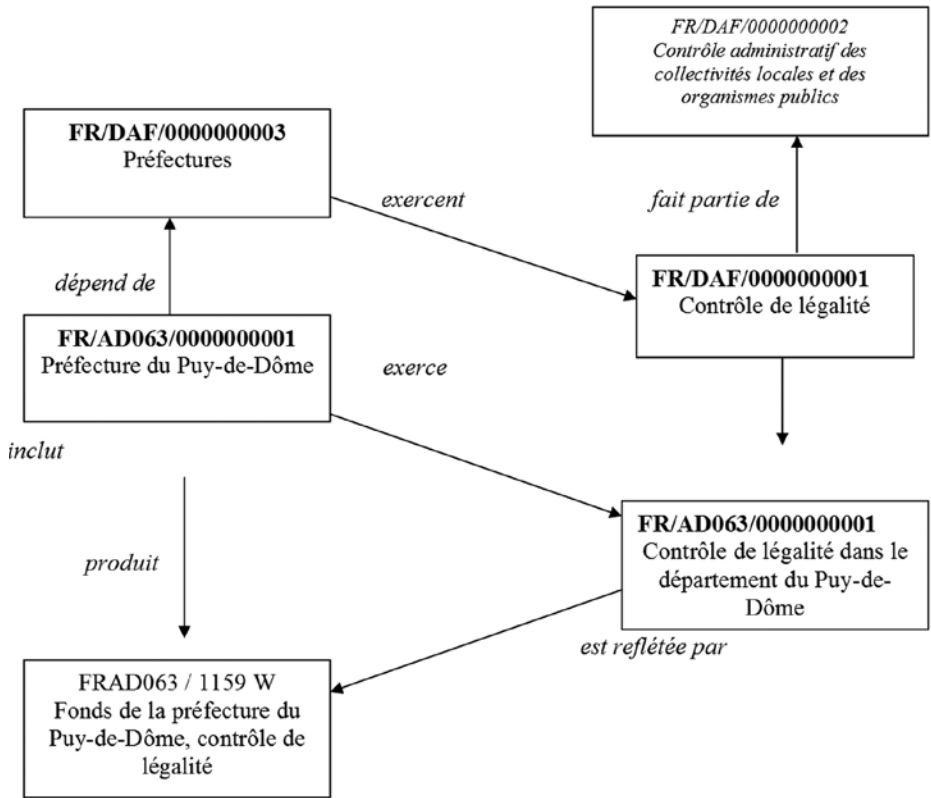 FR/DAF/0000000002
Contrôle administratif des
collectivités locales et des
organismes publics
FR/DAF/0000000003
Préfectures
exercent
fait partie de
dépend de
FR/DAF/0000000001
Contrôle de légalité
FR/AD063/0000000001
Préfecture du Puy-de-Dôme
exerce
inclut
FR/AD063/0000000001
Contrôle de légalité dans le
département du Puy-de-
Dôme
produit
est reflétée par
FRAD063 / 1159 W
Fonds de la préfecture du
Puy-de-Dôme, contrôle de
légalité